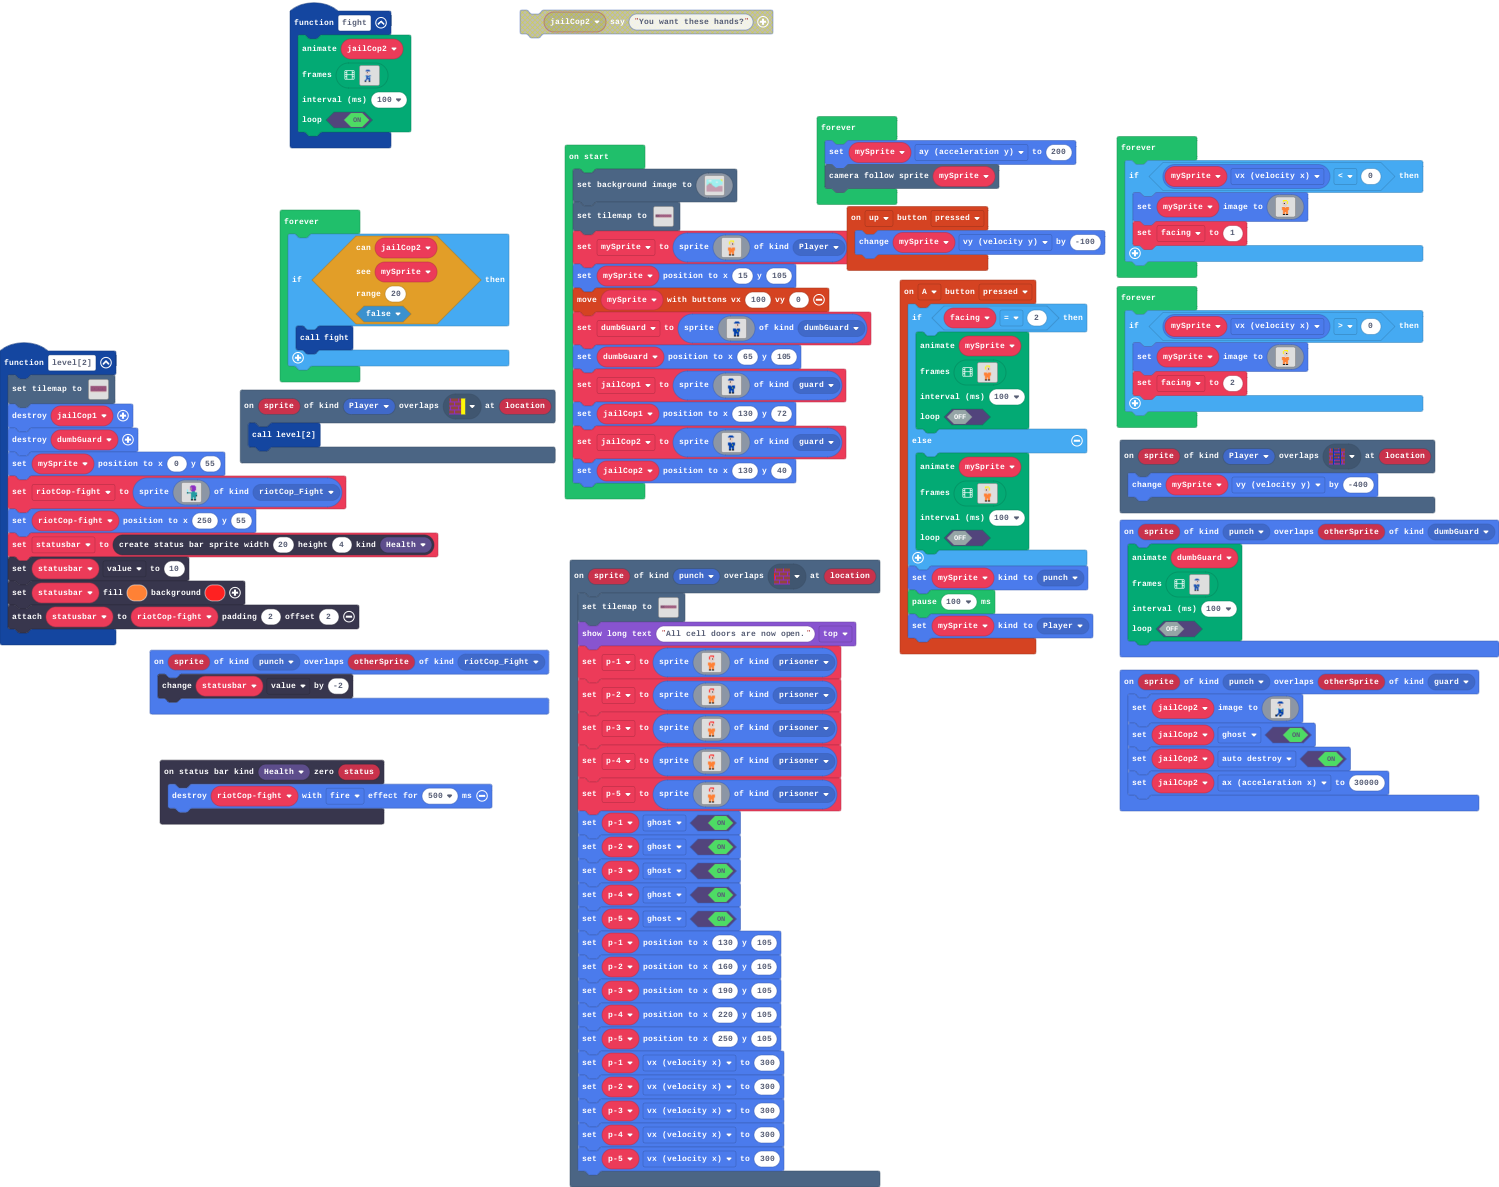 function fight
animate jailCop2
frames
interval (ms) 100
loop ON
jailCop2 say "You want these hands?"
forever
if can jailCop2
see mySprite
range 20
false
then
call fight
function level[2]
set tilemap to
destroy jailCop1
destroy dumbGuard
set mySprite position to x 0 y 55
set riotCop-fight to sprite of kind riotCop_Fight
set riotCop-fight position to x 250 y 55
set statusbar to create status bar sprite width 20 height 4 kind Health
set statusbar value to 10
set statusbar fill background
attach statusbar to riotCop-fight padding 2 offset 2
on sprite of kind Player overlaps at location
call level[2]
on sprite of kind punch overlaps otherSprite of kind riotCop_Fight
change statusbar value by -2
on status bar kind Health zero status
destroy riotCop-fight with fire effect for 500 ms
on start
set background image to
set tilemap to
set mySprite to sprite of kind Player
set mySprite position to x 15 y 105
move mySprite with buttons vx 100 vy 0
set dumbGuard to sprite of kind dumbGuard
set dumbGuard position to x 65 y 105
set jailCop1 to sprite of kind guard
set jailCop1 position to x 130 y 72
set jailCop2 to sprite of kind guard
set jailCop2 position to x 130 y 40
on sprite of kind punch overlaps at location
set tilemap to
show long text "All cell doors are now open." top
set p-1 to sprite of kind prisoner
set p-2 to sprite of kind prisoner
set p-3 to sprite of kind prisoner
set p-4 to sprite of kind prisoner
set p-5 to sprite of kind prisoner
set p-1 ghost ON
set p-2 ghost ON
set p-3 ghost ON
set p-4 ghost ON
set p-5 ghost ON
set p-1 position to x 130 y 105
set p-2 position to x 160 y 105
set p-3 position to x 190 y 105
set p-4 position to x 220 y 105
set p-5 position to x 250 y 105
set p-1 vx (velocity x) to 300
set p-2 vx (velocity x) to 300
set p-3 vx (velocity x) to 300
set p-4 vx (velocity x) to 300
set p-5 vx (velocity x) to 300
forever
set mySprite ay (acceleration y) to 200
camera follow sprite mySprite
on up button pressed
change mySprite vy (velocity y) by -100
on A button pressed
if facing = 2 then
animate mySprite
frames
interval (ms) 100
loop OFF
else
animate mySprite
frames
interval (ms) 100
loop OFF
set mySprite kind to punch
pause 100 ms
set mySprite kind to Player
forever
if mySprite vx (velocity x) < 0 then
set mySprite image to
set facing to 1
forever
if mySprite vx (velocity x) > 0 then
set mySprite image to
set facing to 2
on sprite of kind Player overlaps at location
change mySprite vy (velocity y) by -400
on sprite of kind punch overlaps otherSprite of kind dumbGuard
animate dumbGuard
frames
interval (ms) 100
loop OFF
on sprite of kind punch overlaps otherSprite of kind guard
set jailCop2 image to
set jailCop2 ghost ON
set jailCop2 auto destroy ON
set jailCop2 ax (acceleration x) to 30000